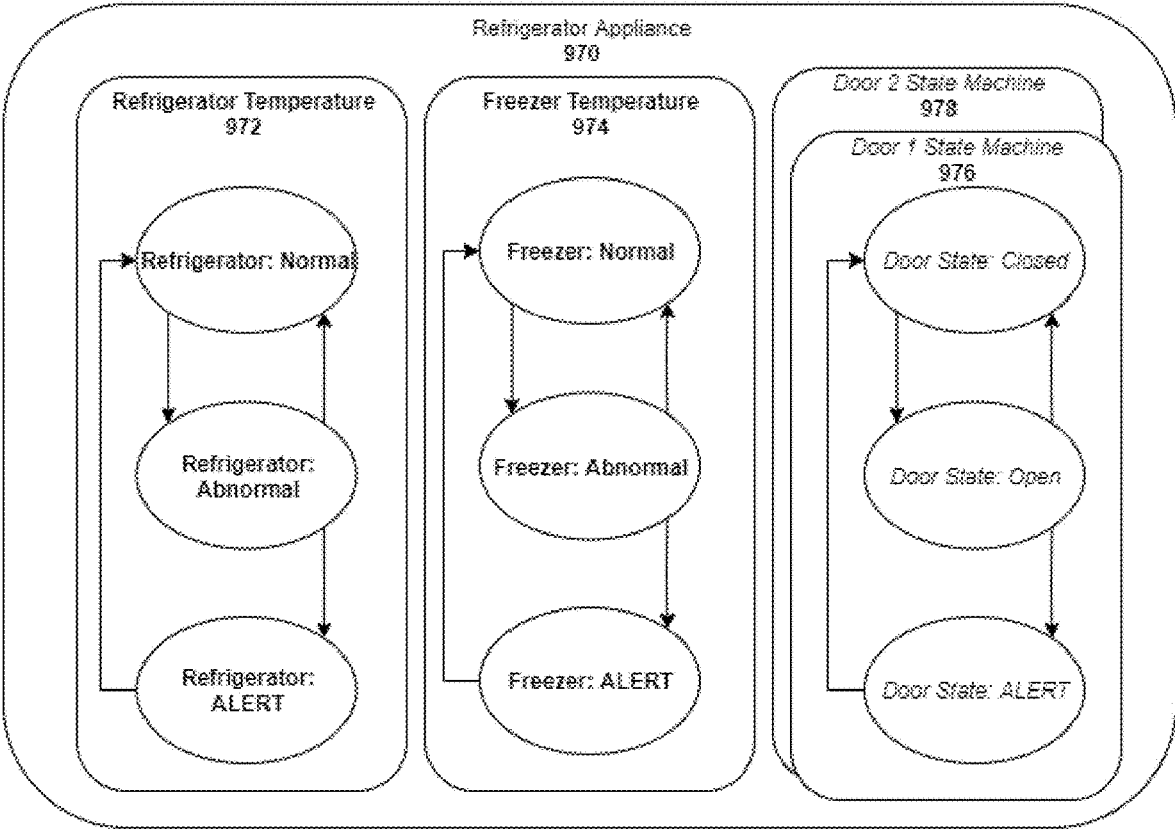 Refrigerator Appliance
970
Refrigerator Temperature
972
Refrigerator: Normal
Refrigerator:
Abnormal
Refrigerator:
ALERT
Freezer Temperature
974
Freezer: Normal
Freezer: Abnormal
Freezer: ALERT
Door 2 State Machine
978
Door 1 State Machine
976
Door State: Closed
Door State: Open
Door State: ALERT